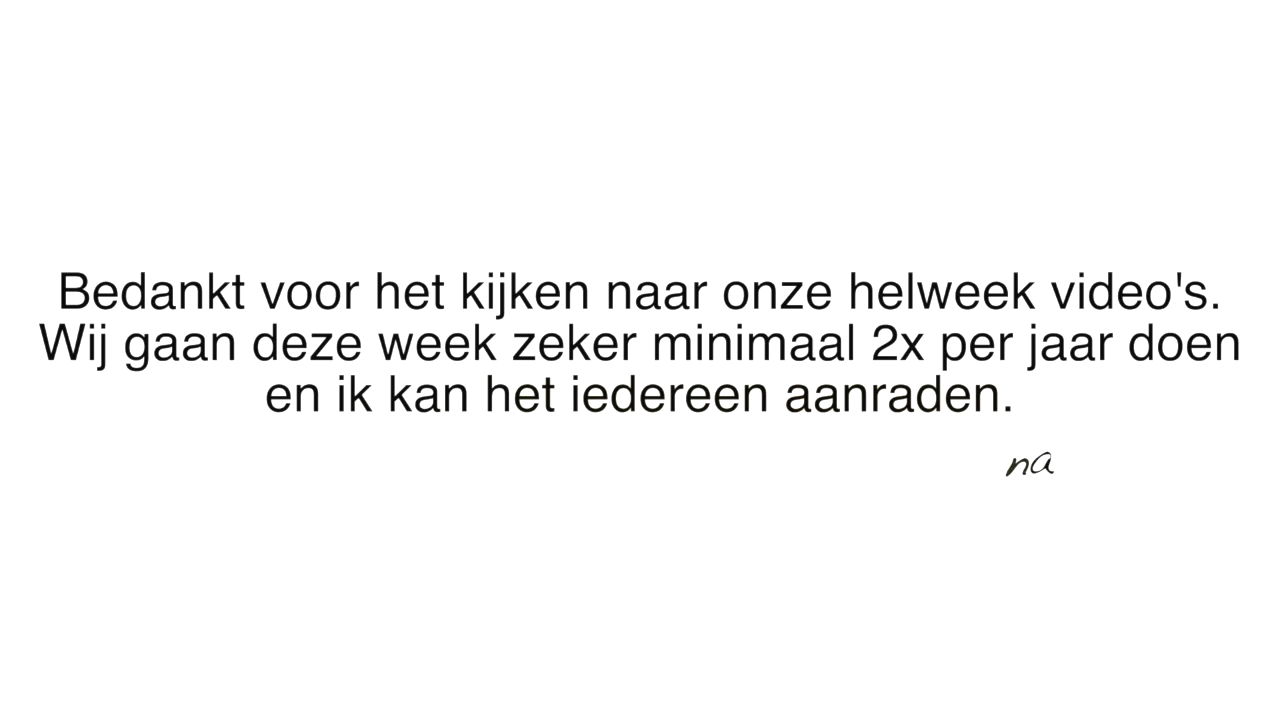 Bedankt voor het kijken naar onze helweek video's.
Wij gaan deze week zeker minimaal 2x per jaar doen
en ik kan het iedereen aanraden.
na